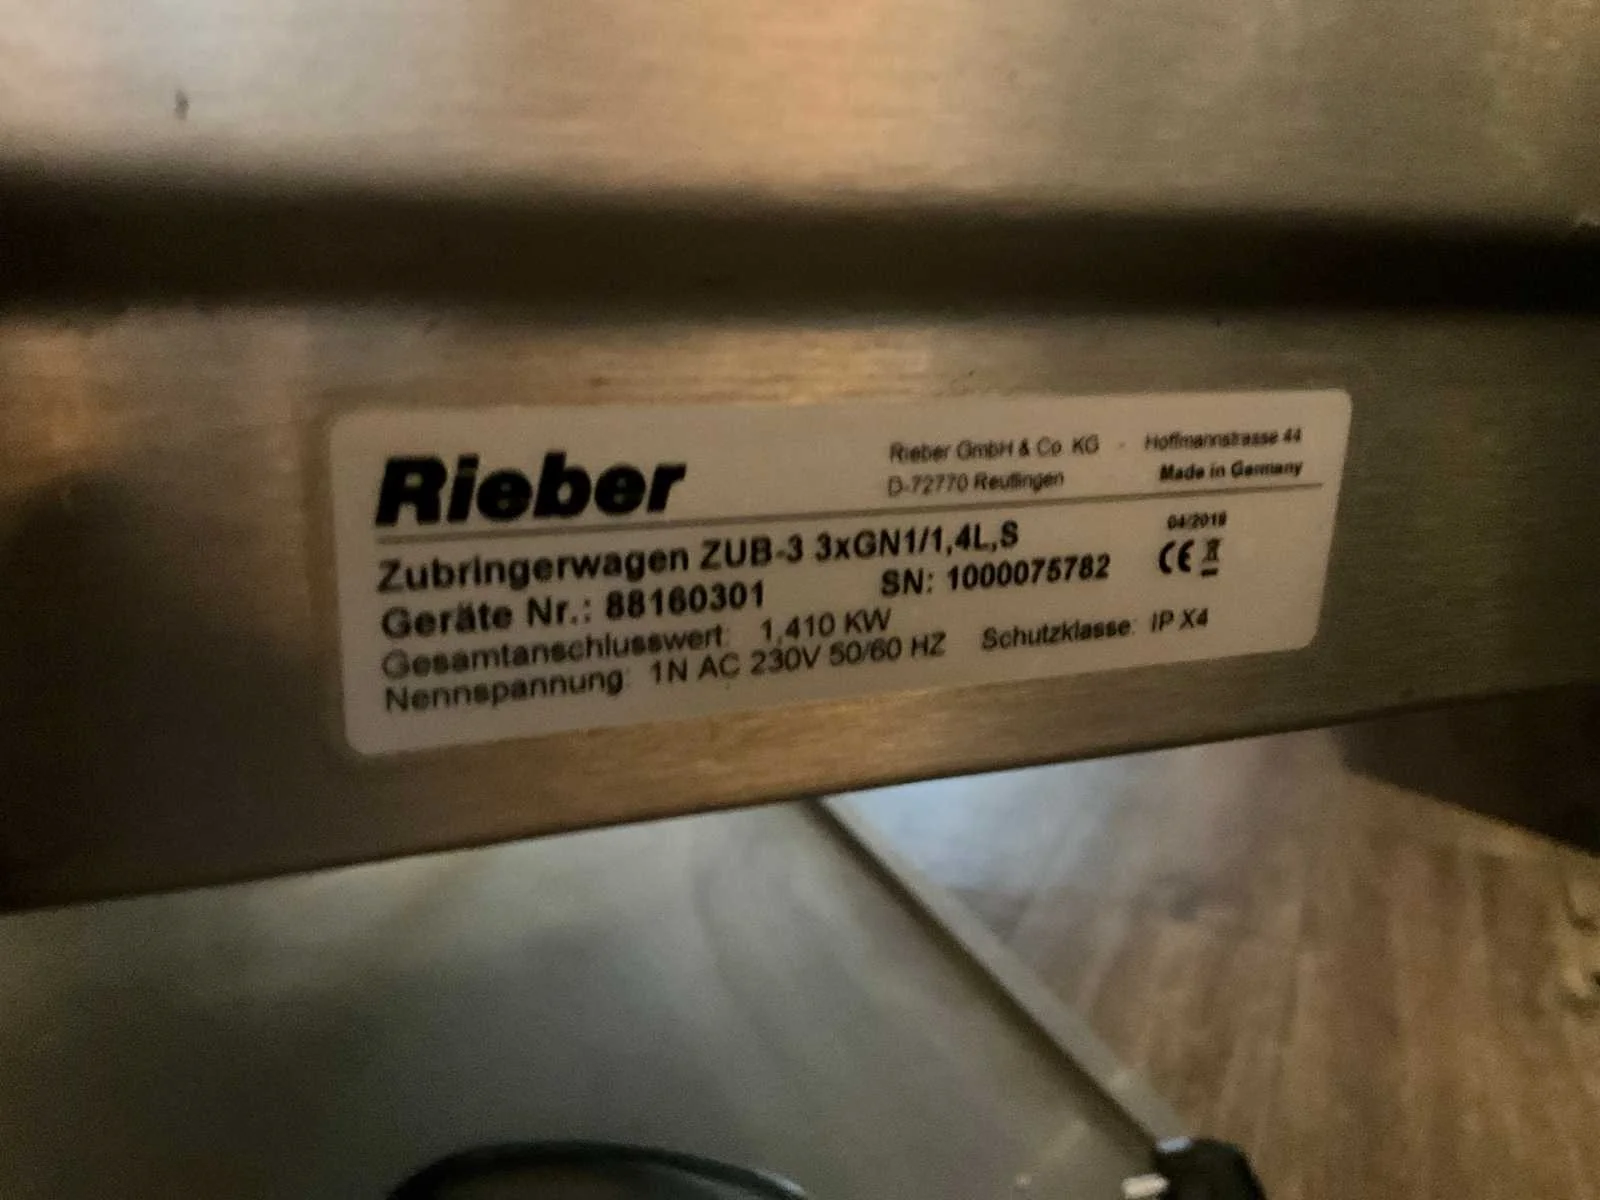 Rieber
Rieber GmbH & Co. KG - Hoffmannstrasse 44
D-72770 Reutlingen Made in Germany
Zubringerwagen ZUB-3 3xGN1/1,4L,S
04/2018
Geräte Nr.: 88160301 SN: 1000075782
CE
Gesamtanschlusswert: 1,410 KW
Nennspannung: 1N AC 230V 50/60 HZ Schutzklasse: IP X4